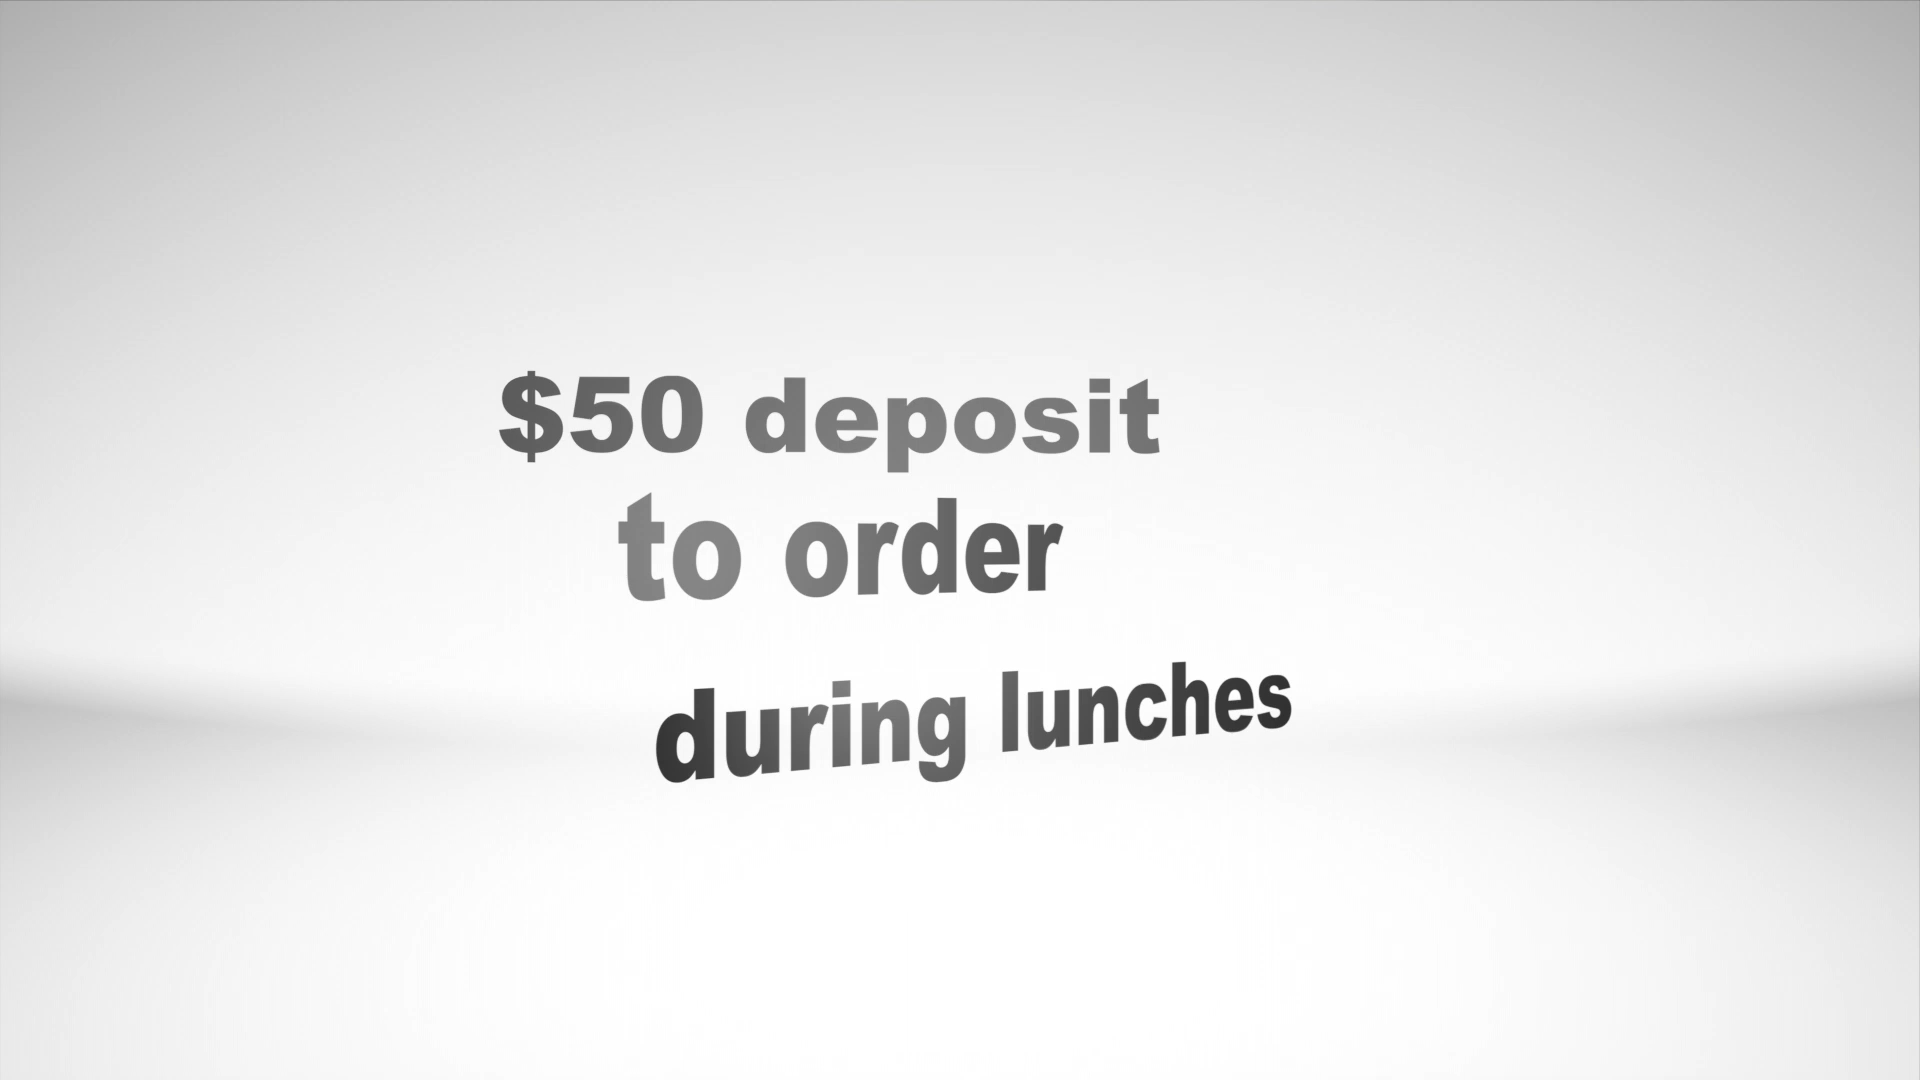 $50 deposit
to order
during lunches